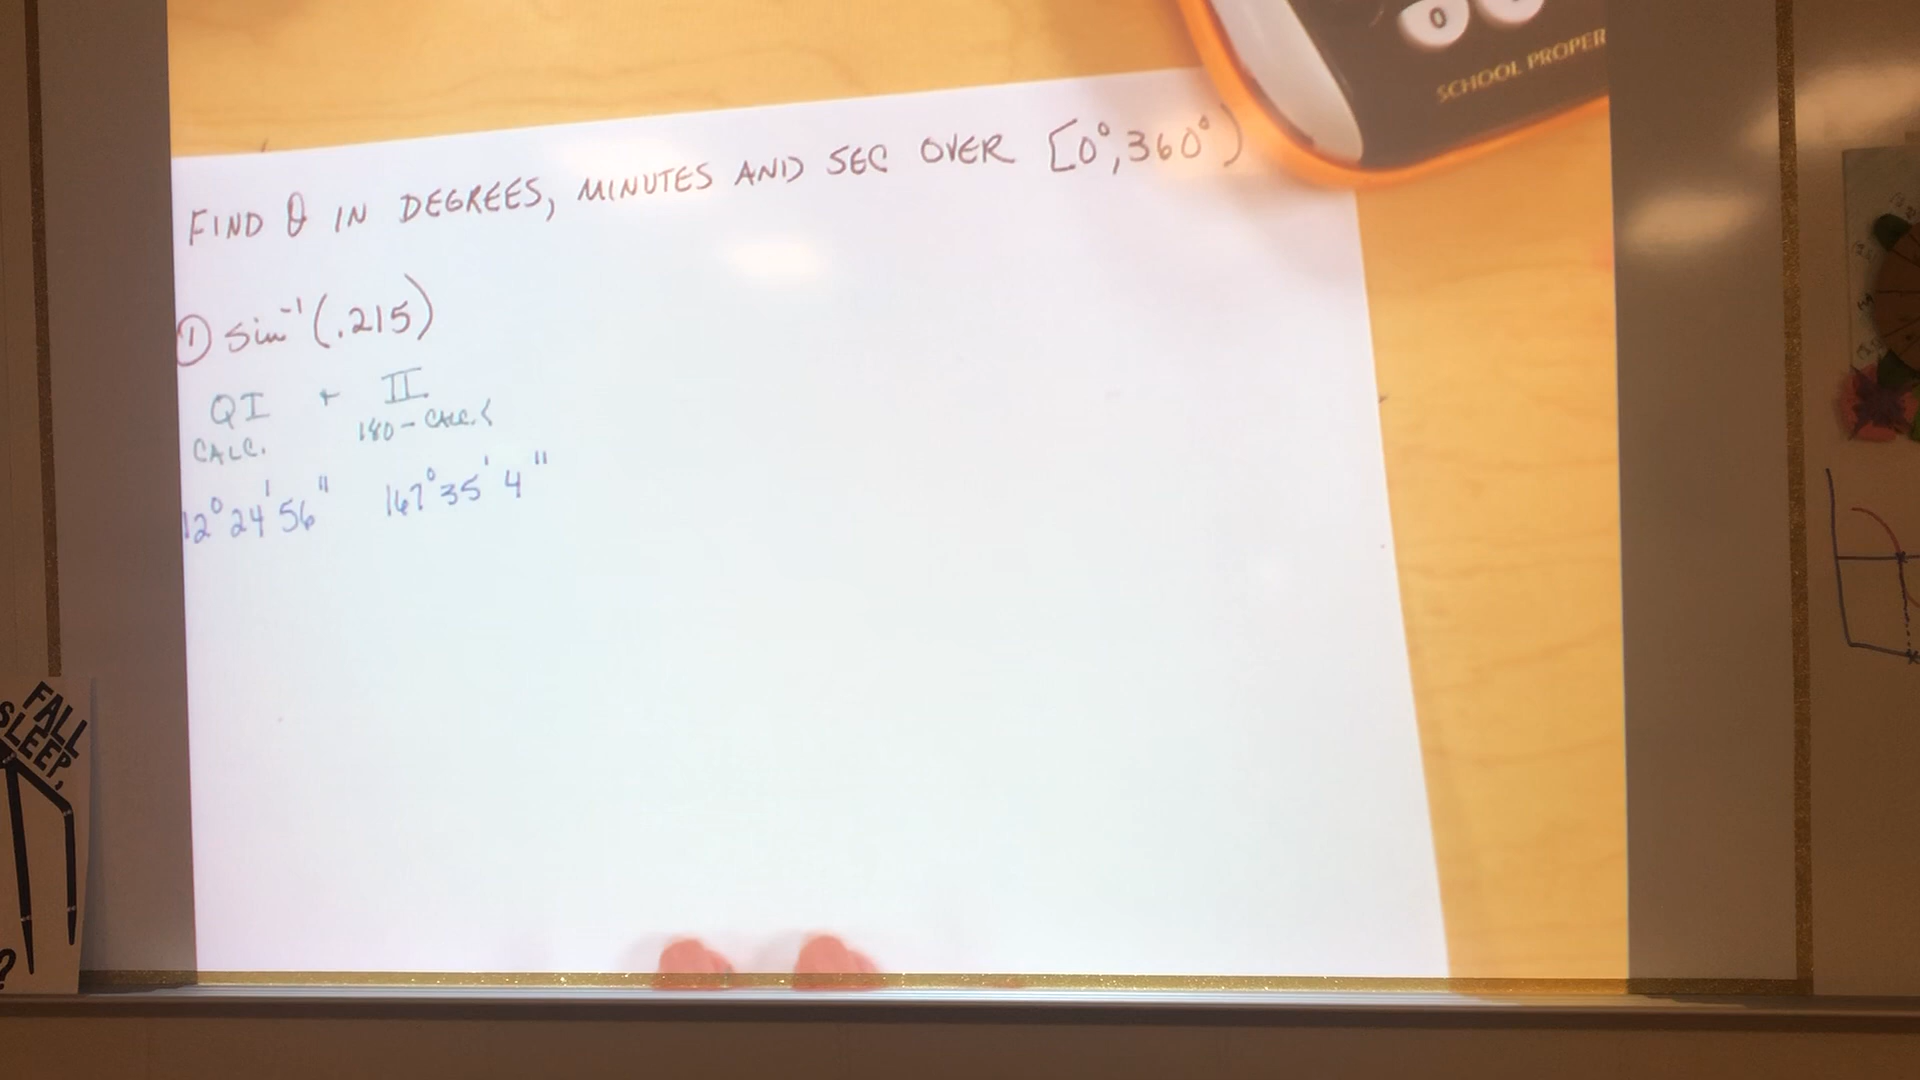 0
SCHOOL PROPER
FIND θ IN DEGREES, MINUTES AND SEC OVER [0°, 360°)
① sin⁻¹(.215)
QI + II
CALC. 180 - CALC.<
12° 24' 56" 167° 35' 4"
FALL
SLEEP,
?